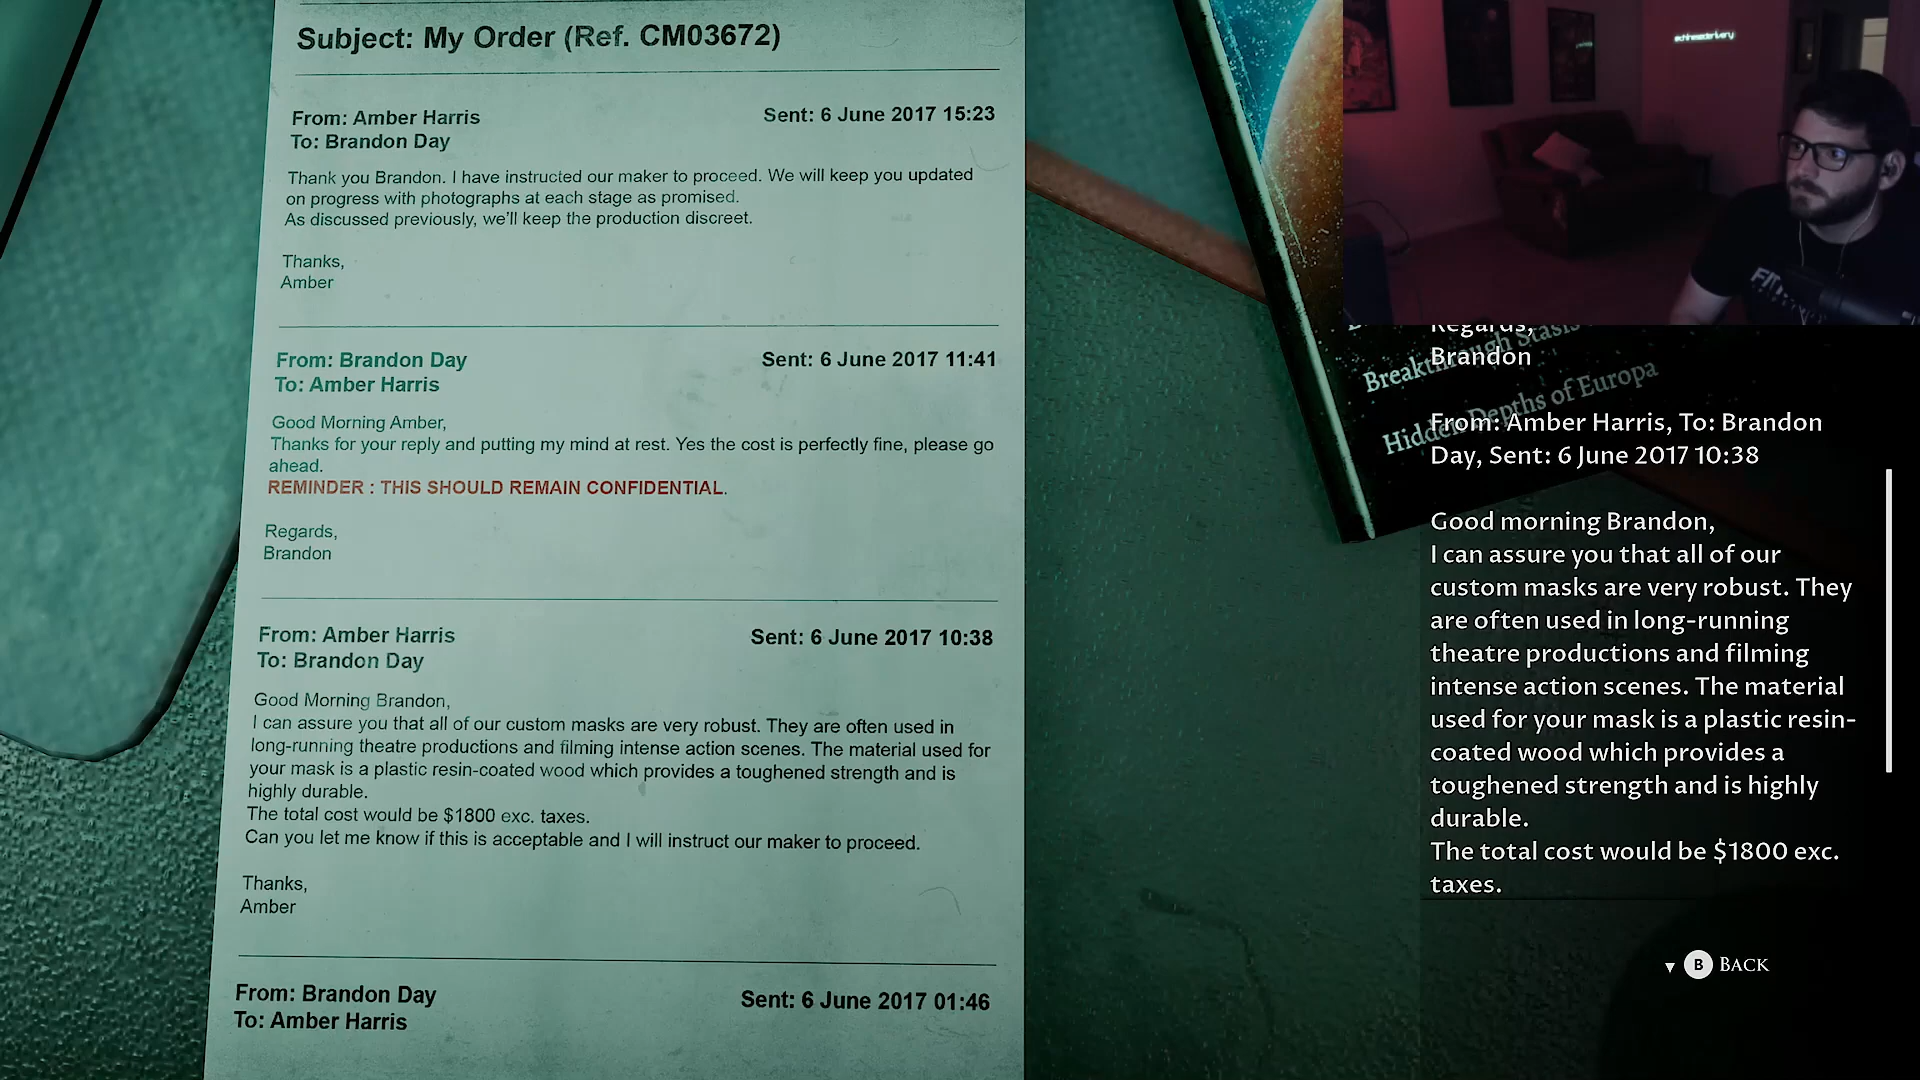 Subject: My Order (Ref. CM03672)
From: Amber Harris
Sent: 6 June 2017 15:23
To: Brandon Day
Thank you Brandon. I have instructed our maker to proceed. We will keep you updated
on progress with photographs at each stage as promised.
As discussed previously, we'll keep the production discreet.
Thanks,
Amber
From: Brandon Day
Sent: 6 June 2017 11:41
To: Amber Harris
Good Morning Amber,
Thanks for your reply and putting my mind at rest. Yes the cost is perfectly fine, please go
ahead.
REMINDER : THIS SHOULD REMAIN CONFIDENTIAL.
Regards,
Brandon
From: Amber Harris
Sent: 6 June 2017 10:38
To: Brandon Day
Good Morning Brandon,
I can assure you that all of our custom masks are very robust. They are often used in
long-running theatre productions and filming intense action scenes. The material used for
your mask is a plastic resin-coated wood which provides a toughened strength and is
highly durable.
The total cost would be $1800 exc. taxes.
Can you let me know if this is acceptable and I will instruct our maker to proceed.
Thanks,
Amber
From: Brandon Day
Sent: 6 June 2017 01:46
To: Amber Harris
Breakthrough Stasis
Hidden Depths of Europa
Regards,
Brandon
From: Amber Harris, To: Brandon
Day, Sent: 6 June 2017 10:38
Good morning Brandon,
I can assure you that all of our
custom masks are very robust. They
are often used in long-running
theatre productions and filming
intense action scenes. The material
used for your mask is a plastic resin-
coated wood which provides a
toughened strength and is highly
durable.
The total cost would be $1800 exc.
taxes.
B BACK